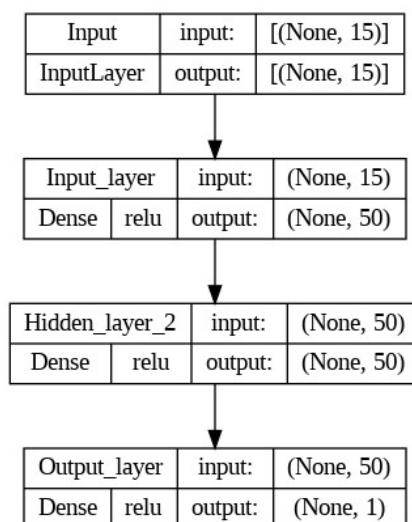 Input input: [(None, 15)]
InputLayer output: [(None, 15)]
Input_layer input: (None, 15)
Dense relu output: (None, 50)
Hidden_layer_2 input: (None, 50)
Dense relu output: (None, 50)
Output_layer input: (None, 50)
Dense relu output: (None, 1)